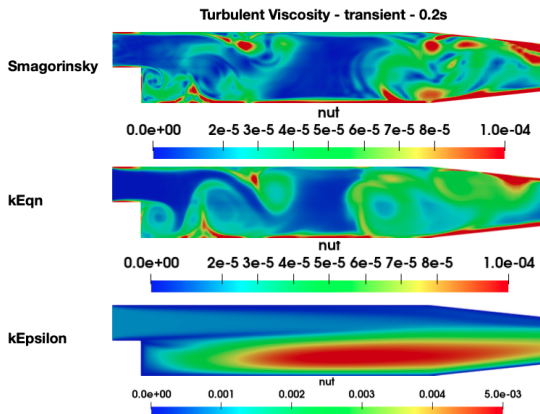 Turbulent Viscosity - transient - 0.2s
Smagorinsky
nut
0.0e+00 2e-5 3e-5 4e-5 5e-5 6e-5 7e-5 8e-5 1.0e-04
kEqn
nut
0.0e+00 2e-5 3e-5 4e-5 5e-5 6e-5 7e-5 8e-5 1.0e-04
kEpsilon
nut
0.0e+00 0.001 0.002 0.003 0.004 5.0e-03